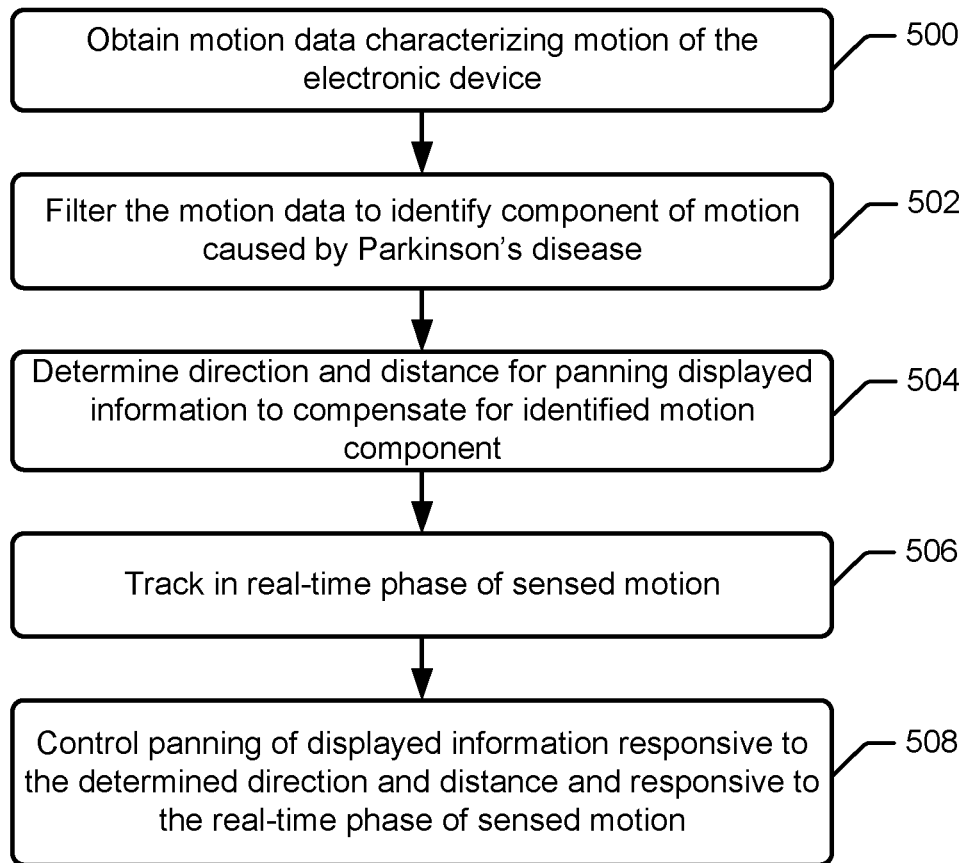 Obtain motion data characterizing motion of the
electronic device
500
Filter the motion data to identify component of motion
caused by Parkinson's disease
502
Determine direction and distance for panning displayed
information to compensate for identified motion
component
504
Track in real-time phase of sensed motion
506
Control panning of displayed information responsive to
the determined direction and distance and responsive to
the real-time phase of sensed motion
508